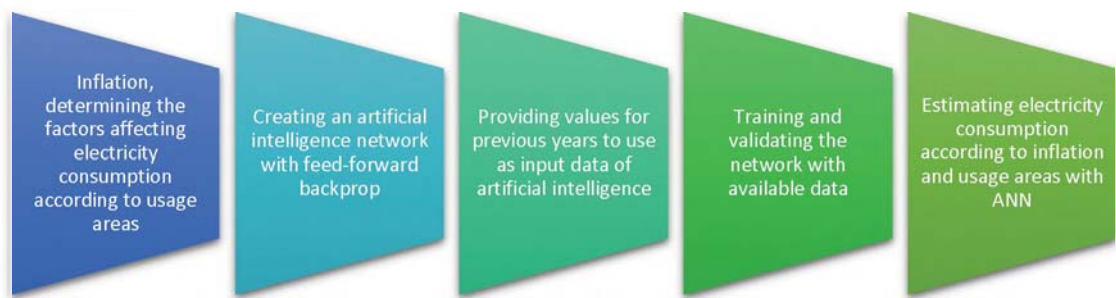 Inflation,
determining the
factors affecting
electricity
consumption
according to usage
areas
Creating an artificial
intelligence network
with feed-forward
backprop
Providing values for
previous years to use
as input data of
artificial intelligence
Training and
validating the
network with
available data
Estimating electricity
consumption
according to inflation
and usage areas with
ANN